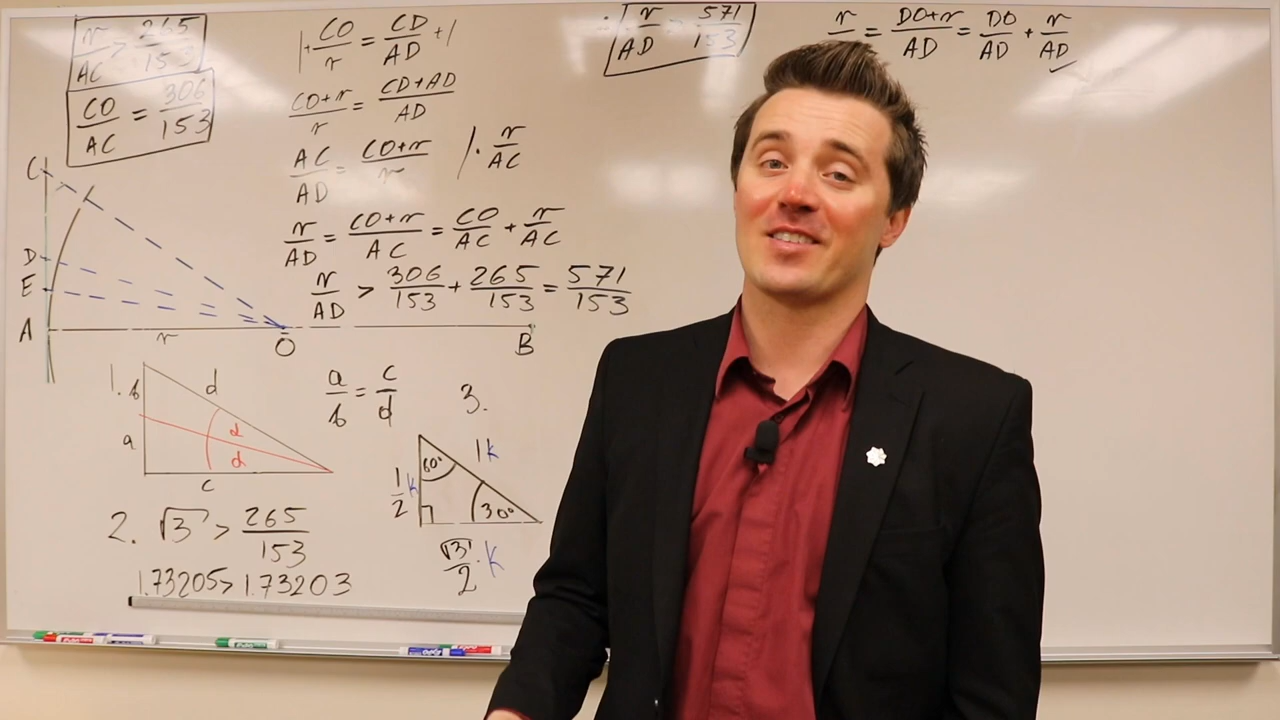 r/AC > 265/153
CO/AC = 306/153
1+ CO/r = CD/AD +1
CO+r/r = CD+AD/AD
AC/AD = CO+r/r /· r/AC
r/AD = CO+r/AC = CO/AC + r/AC
r/AD > 306/153 + 265/153 = 571/153
∴ r/AD > 571/153
r/ = DO+r/AD = DO/AD + r/AD ✓
C
D
E
A r O B
1. b d
a α
α
c
a/b = c/d
2. √3 > 265/153
1.73205 > 1.73203
3.
60° 1k
1/2 k 30°
√3/2 · k